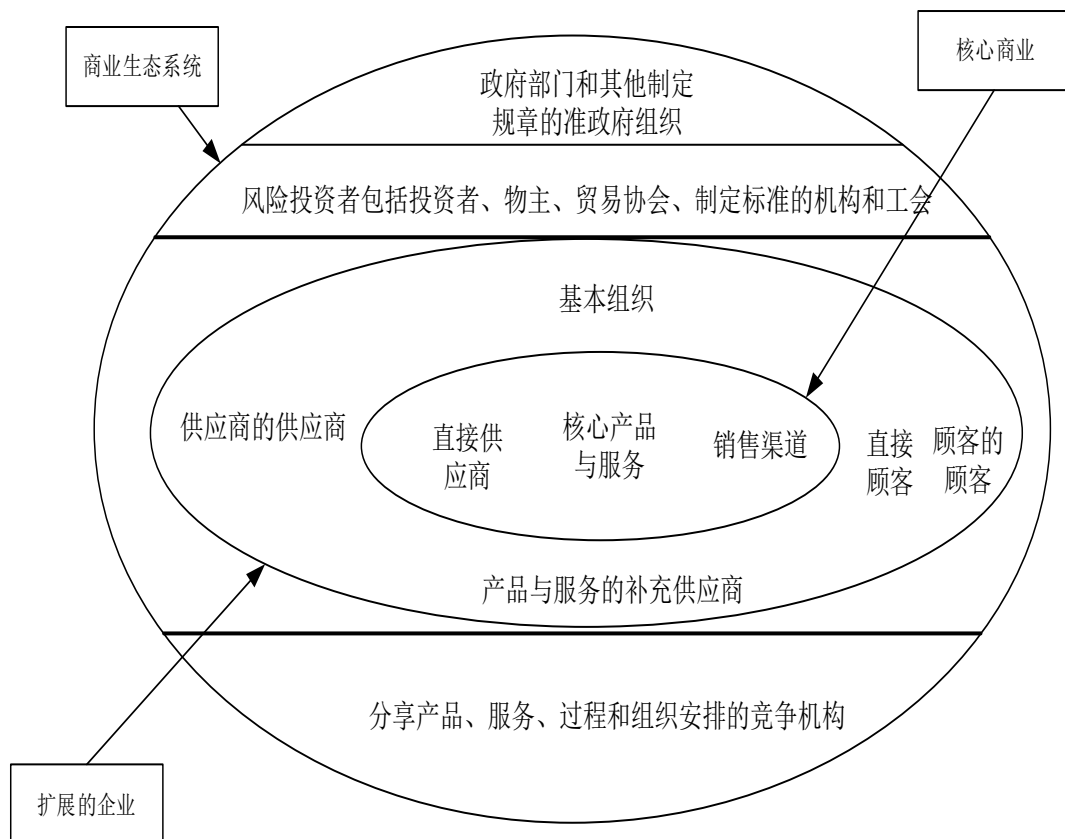 商业生态系统
核心商业
政府部门和其他制定
规章的准政府组织
风险投资者包括投资者、物主、贸易协会、制定标准的机构和工会
基本组织
供应商的供应商
直接供
应商
核心产品
与服务
销售渠道
直接
顾客
顾客的
顾客
产品与服务的补充供应商
分享产品、服务、过程和组织安排的竞争机构
扩展的企业